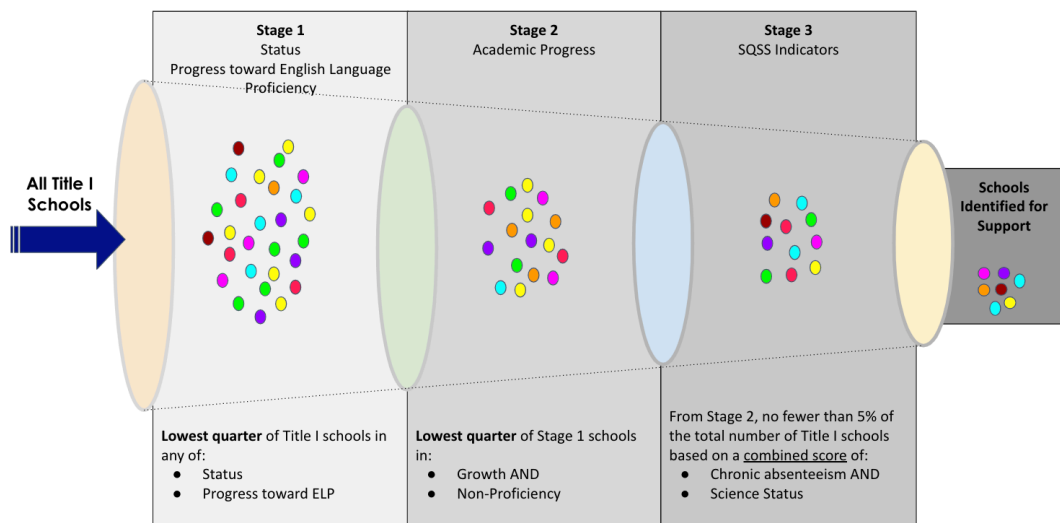 Stage 1
Status
Progress toward English Language
Proficiency
Stage 2
Academic Progress
Stage 3
SQSS Indicators
All Title I
Schools
Schools
Identified for
Support
Lowest quarter of Title I schools in
any of:
● Status
● Progress toward ELP
Lowest quarter of Stage 1 schools
in:
● Growth AND
● Non-Proficiency
From Stage 2, no fewer than 5% of
the total number of Title I schools
based on a combined score of:
● Chronic absenteeism AND
● Science Status